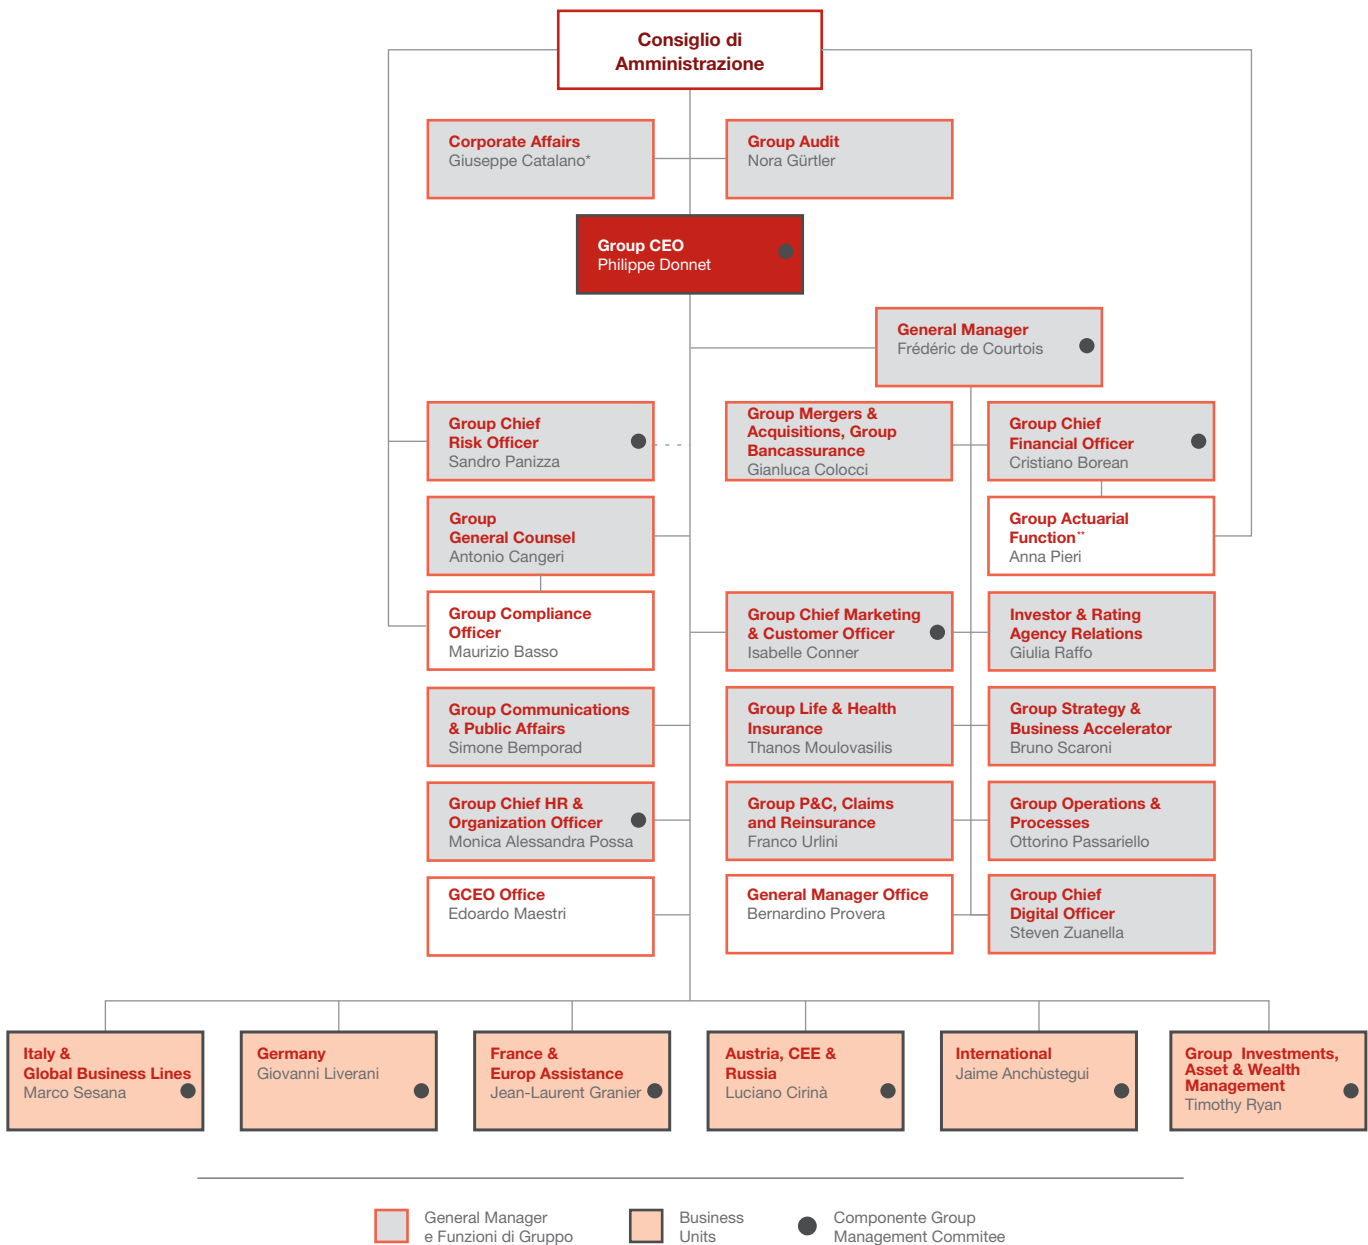 Consiglio di
Amministrazione
Corporate Affairs
Giuseppe Catalano*
Group Audit
Nora Gürtler
Group CEO
Philippe Donnet
General Manager
Frédéric de Courtois
Group Chief
Risk Officer
Sandro Panizza
Group Mergers &
Acquisitions, Group
Bancassurance
Gianluca Colocci
Group Chief
Financial Officer
Cristiano Borean
Group
General Counsel
Antonio Cangeri
Group Actuarial
Function**
Anna Pieri
Group Compliance
Officer
Maurizio Basso
Group Chief Marketing
& Customer Officer
Isabelle Conner
Investor & Rating
Agency Relations
Giulia Raffo
Group Communications
& Public Affairs
Simone Bemporad
Group Life & Health
Insurance
Thanos Moulovasilis
Group Strategy &
Business Accelerator
Bruno Scaroni
Group Chief HR &
Organization Officer
Monica Alessandra Possa
Group P&C, Claims
and Reinsurance
Franco Urlini
Group Operations &
Processes
Ottorino Passariello
GCEO Office
Edoardo Maestri
General Manager Office
Bernardino Provera
Group Chief
Digital Officer
Steven Zuanella
Italy &
Global Business Lines
Marco Sesana
Germany
Giovanni Liverani
France &
Europ Assistance
Jean-Laurent Granier
Austria, CEE &
Russia
Luciano Cirinà
International
Jaime Anchùstegui
Group Investments,
Asset & Wealth
Management
Timothy Ryan
General Manager
e Funzioni di Gruppo
Business
Units
Componente Group
Management Commitee